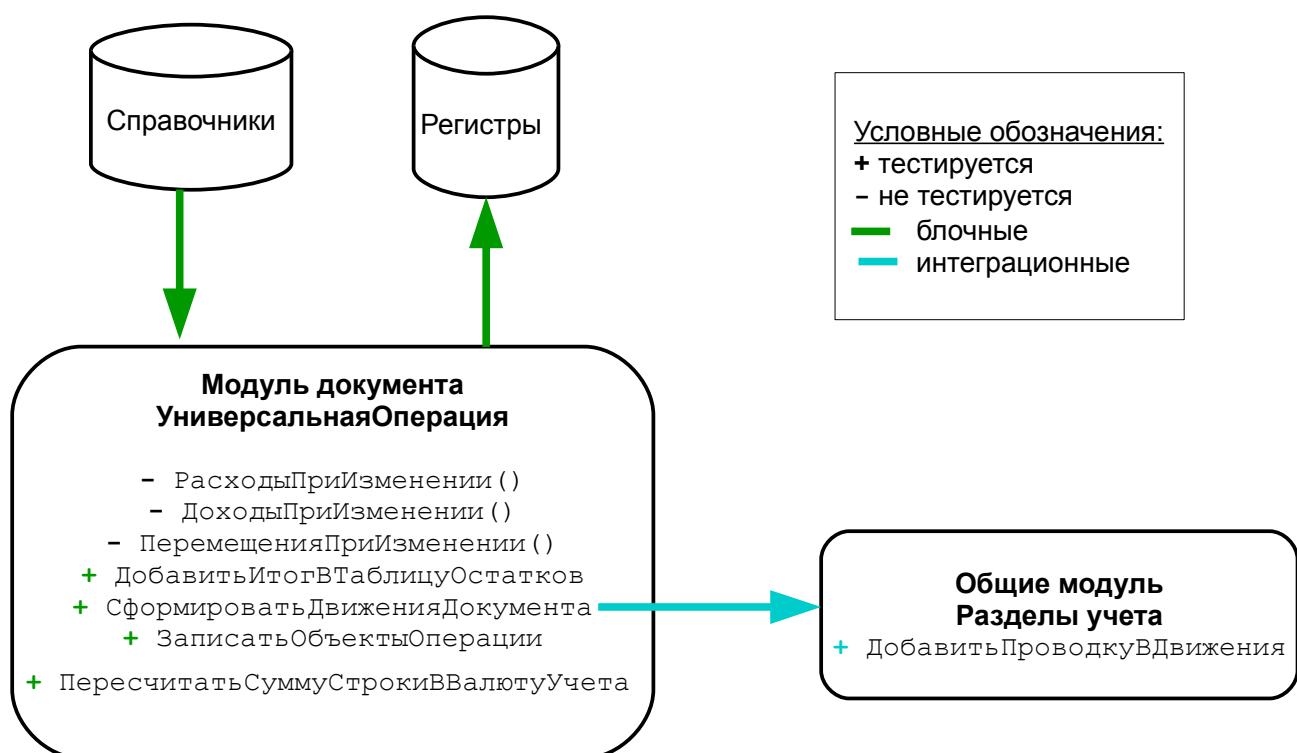 Справочники
Регистры
Условные обозначения:
+ тестируется
– не тестируется
блочные
интеграционные
Модуль документа
УниверсальнаяОперация
– РасходыПриИзменении()
– ДоходыПриИзменении()
– ПеремещенияПриИзменении()
+ ДобавитьИтогВТаблицуОстатков
+ СформироватьДвиженияДокумента
+ ЗаписатьОбъектыОперации
+ ПересчитатьСуммуСтрокиВВалютуУчета
Общие модуль
Разделы учета
+ ДобавитьПроводкуВДвижения